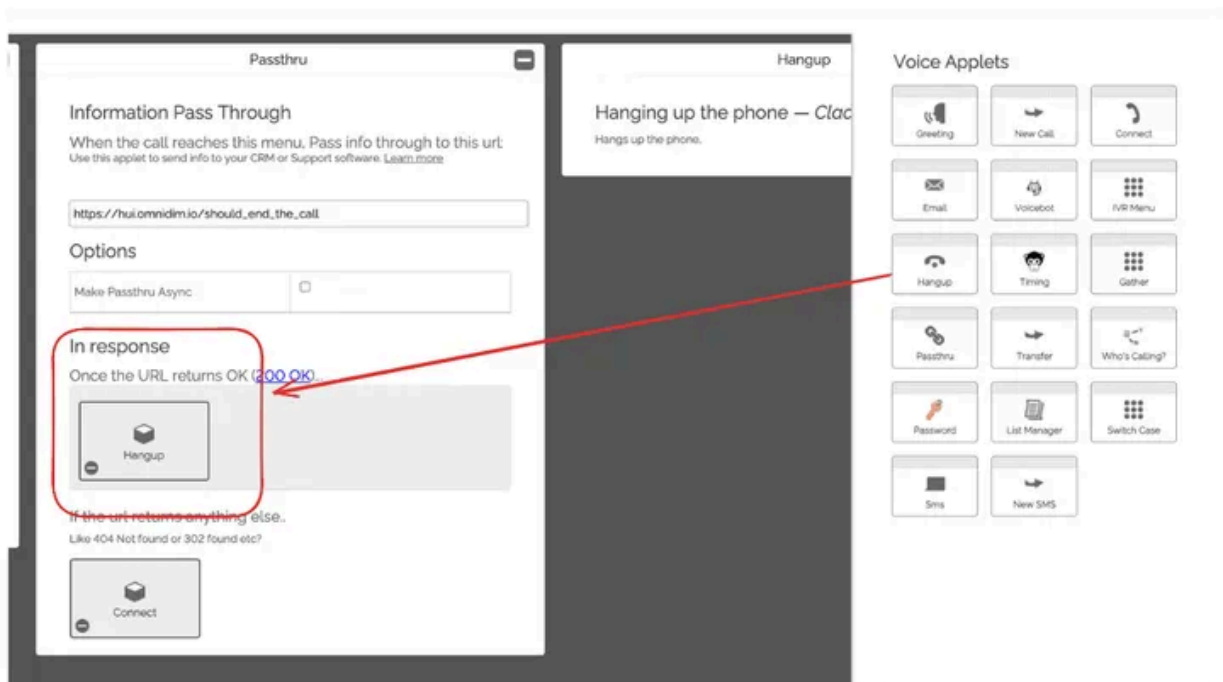 Passthru
Information Pass Through
When the call reaches this menu. Pass info through to this url:
Use this applet to send info to your CRM or Support software. Learn more
https://hui.omnidim.io/should_end_the_call
Options
Make Passthru Async
In response
Once the URL returns OK (200 OK)...
Hangup
If the url returns anything else..
Like 404 Not found or 302 found etc?
Connect
Hangup
Hanging up the phone —
Hangs up the phone.
Voice Applets
Greeting
New Call
Connect
Email
Voicebot
IVR Menu
Hangup
Timing
Gather
Passthru
Transfer
Who's Calling?
Password
List Manager
Switch Case
Sms
New SMS